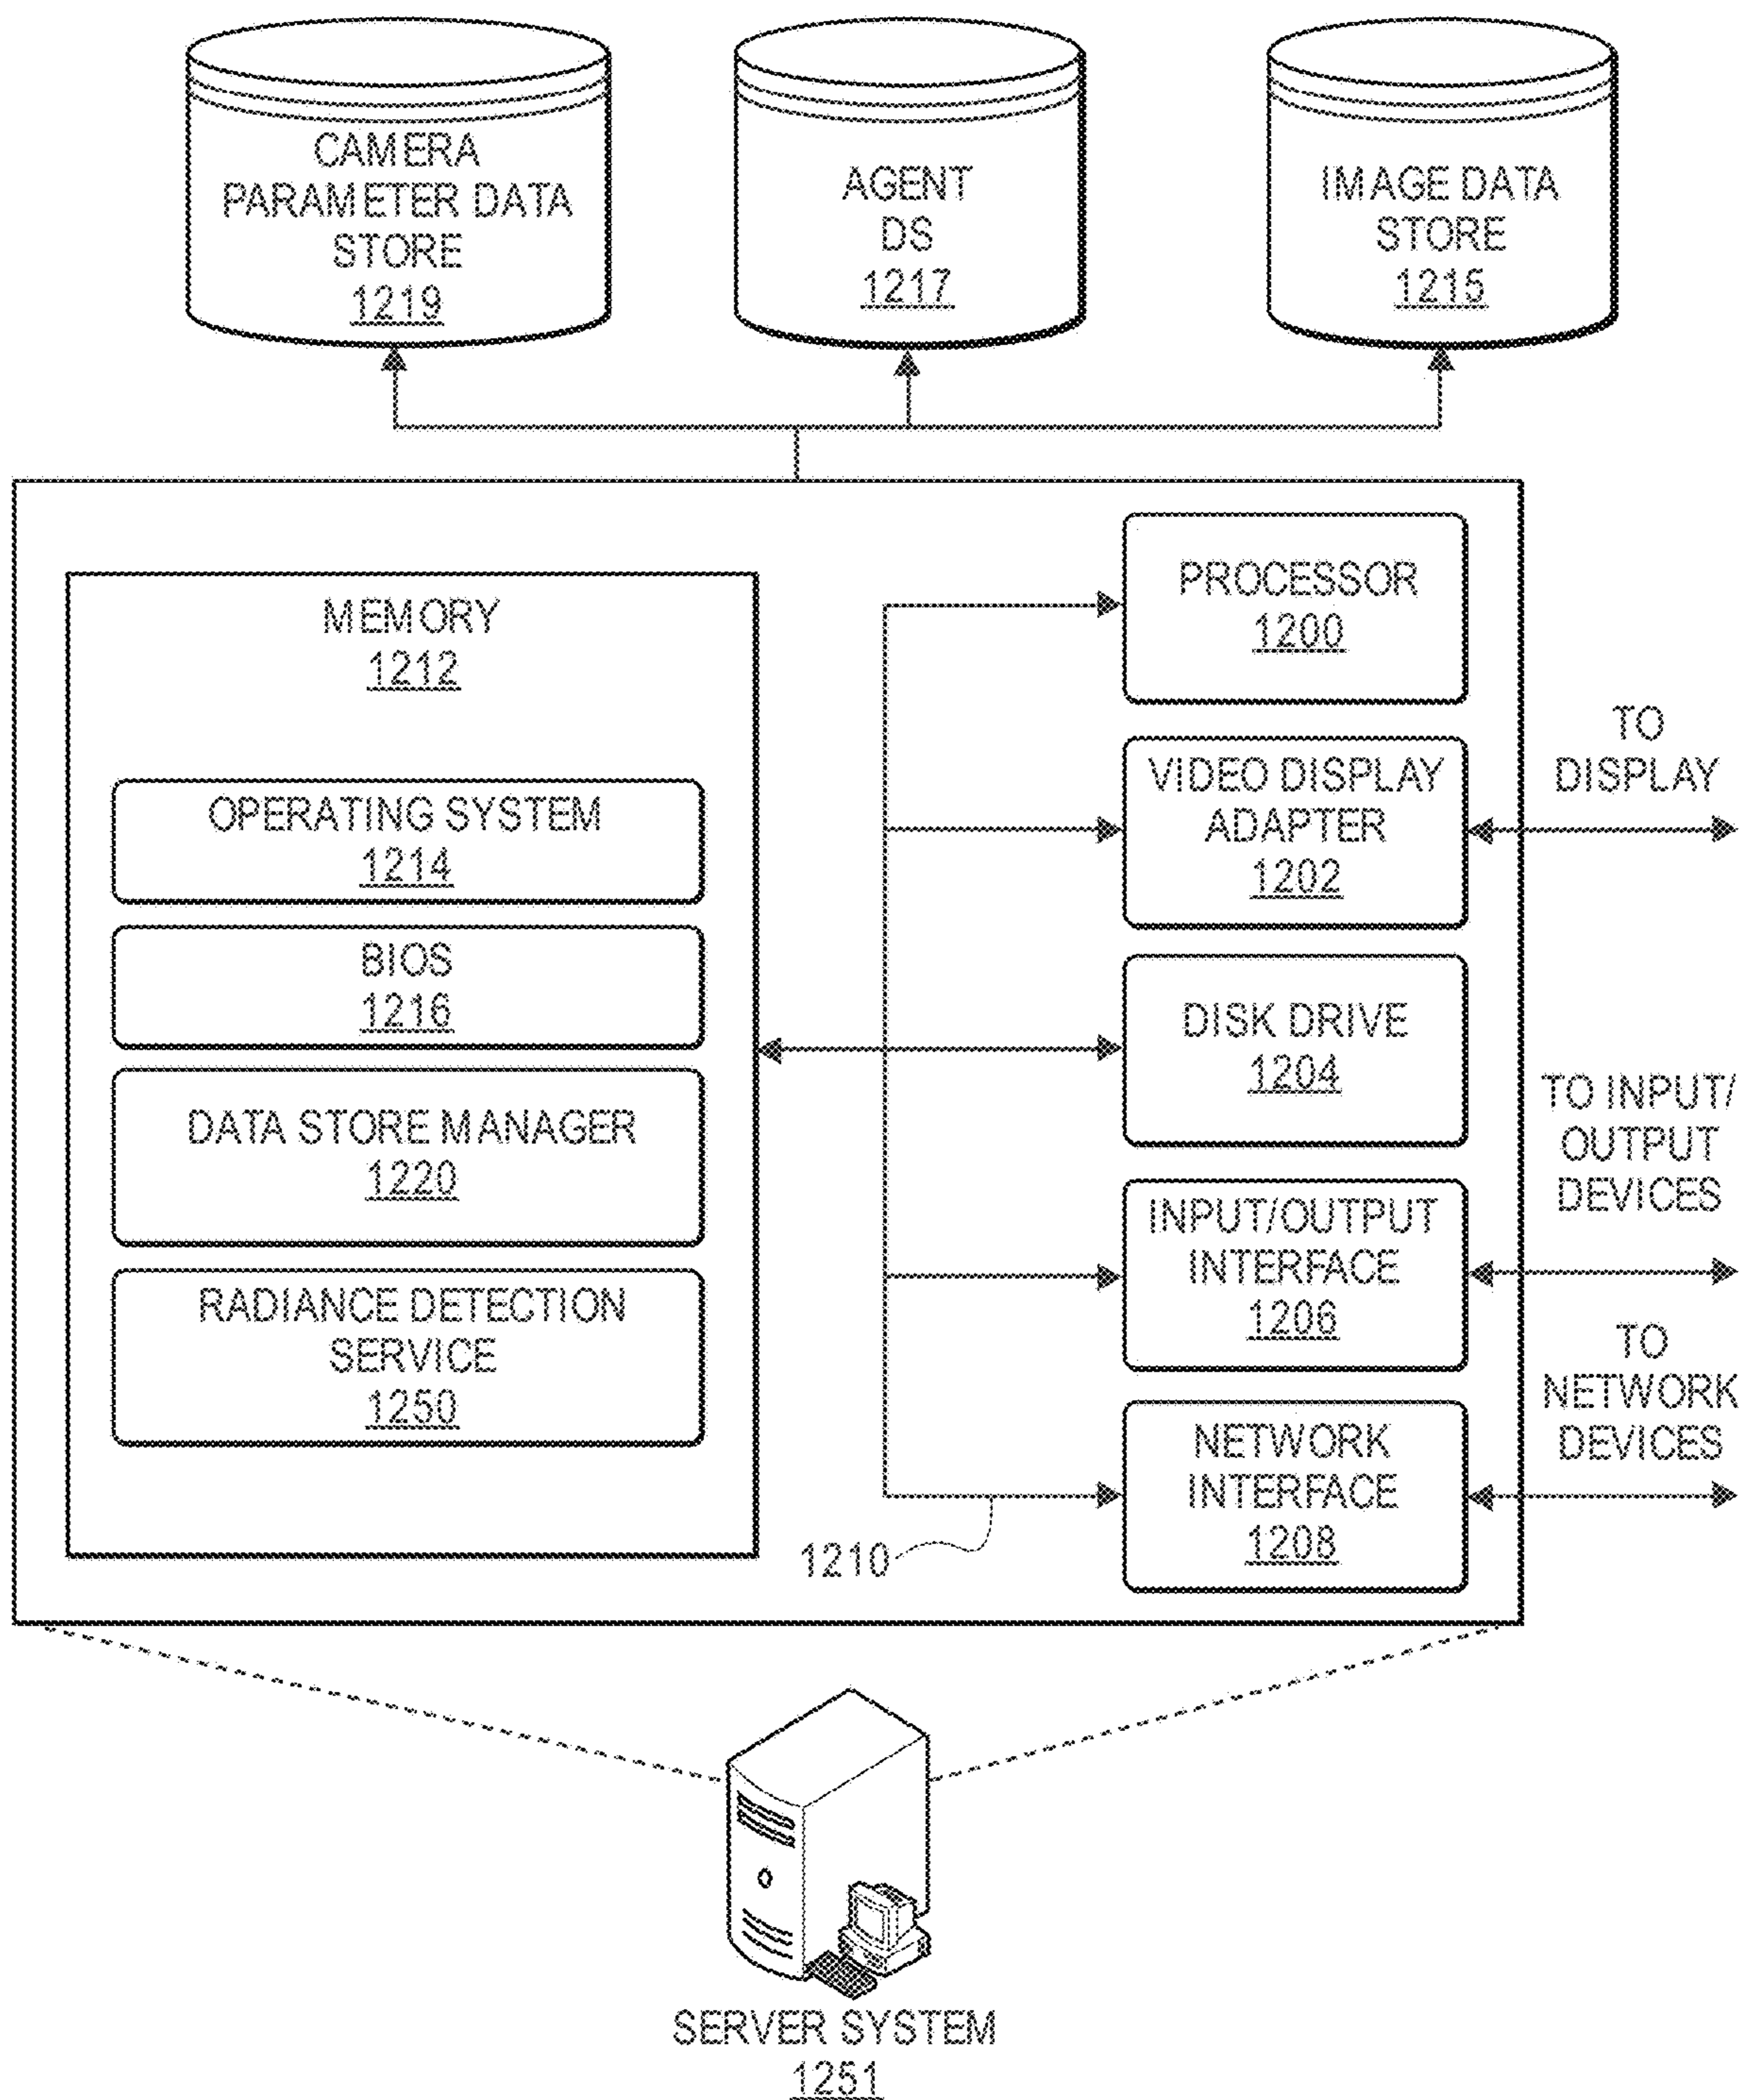 CAMERA
PARAMETER DATA
STORE
1219
AGENT
DS
1217
IMAGE DATA
STORE
1215
MEMORY
1212
OPERATING SYSTEM
1214
BIOS
1216
DATA STORE MANAGER
1220
RADIANCE DETECTION
SERVICE
1250
PROCESSOR
1200
VIDEO DISPLAY
ADAPTER
1202
DISK DRIVE
1204
INPUT/OUTPUT
INTERFACE
1206
NETWORK
INTERFACE
1208
1210
TO
DISPLAY
TO INPUT/
OUTPUT
DEVICES
TO
NETWORK
DEVICES
SERVER SYSTEM
1251